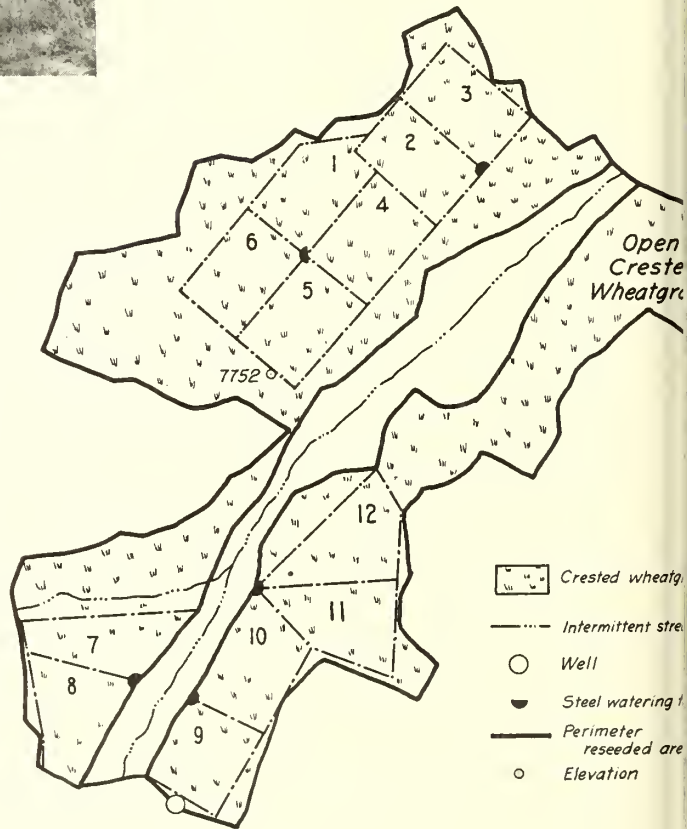 3
2
1
4
6
5
Open
Creste
Wheatgra
7752
12
7
10
11
8
9
Crested wheatg
Intermittent stre
Well
Steel watering t
Perimeter
reseeded are
Elevation